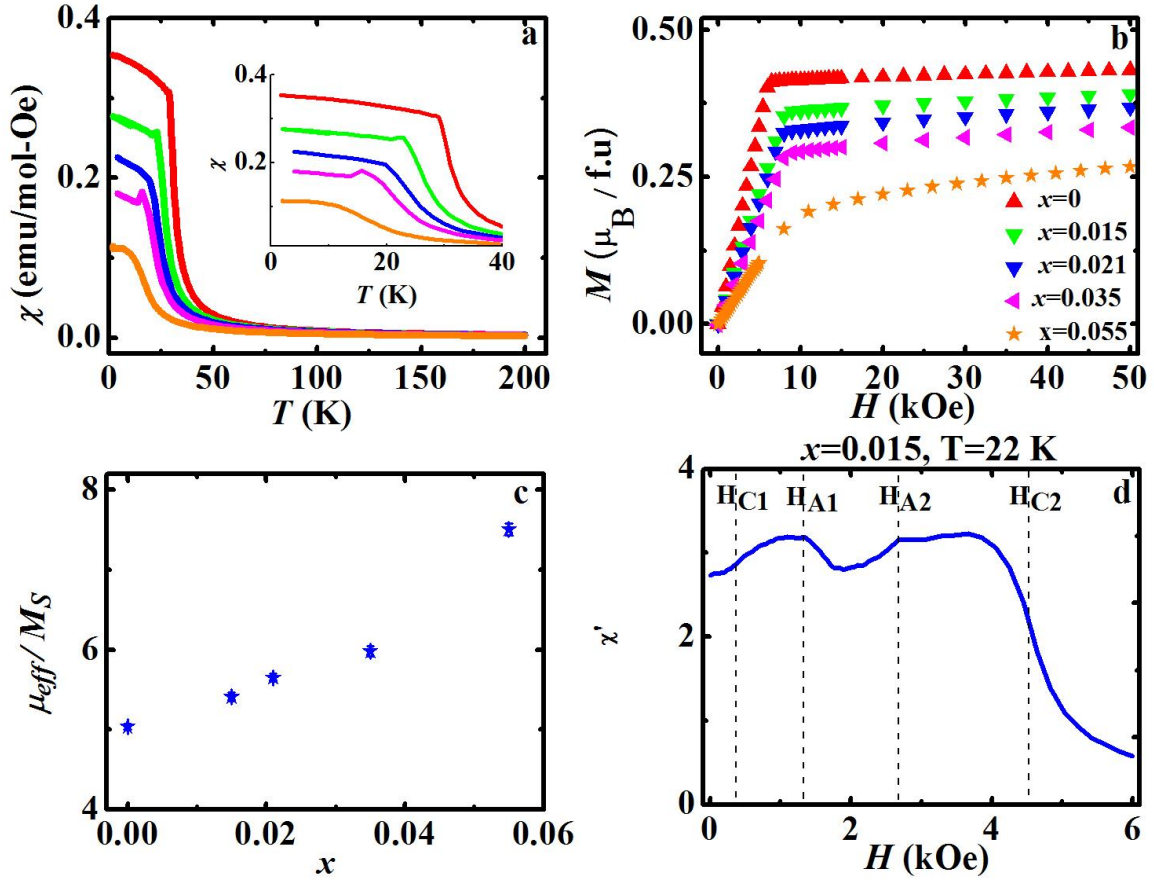 a
0.4
0.2
0.0
χ (emu/mol-Oe)
0
50
100
150
200
T (K)
0.4
0.2
χ
0
20
40
T (K)
b
0.50
0.25
0.00
M (μB / f.u)
0
10
20
30
40
50
H (kOe)
x=0
x=0.015
x=0.021
x=0.035
x=0.055
c
8
6
4
μeff/ MS
0.00
0.02
0.04
0.06
x
x=0.015, T=22 K
d
HC1
HA1
HA2
HC2
4
2
0
χ'
0
2
4
6
H (kOe)